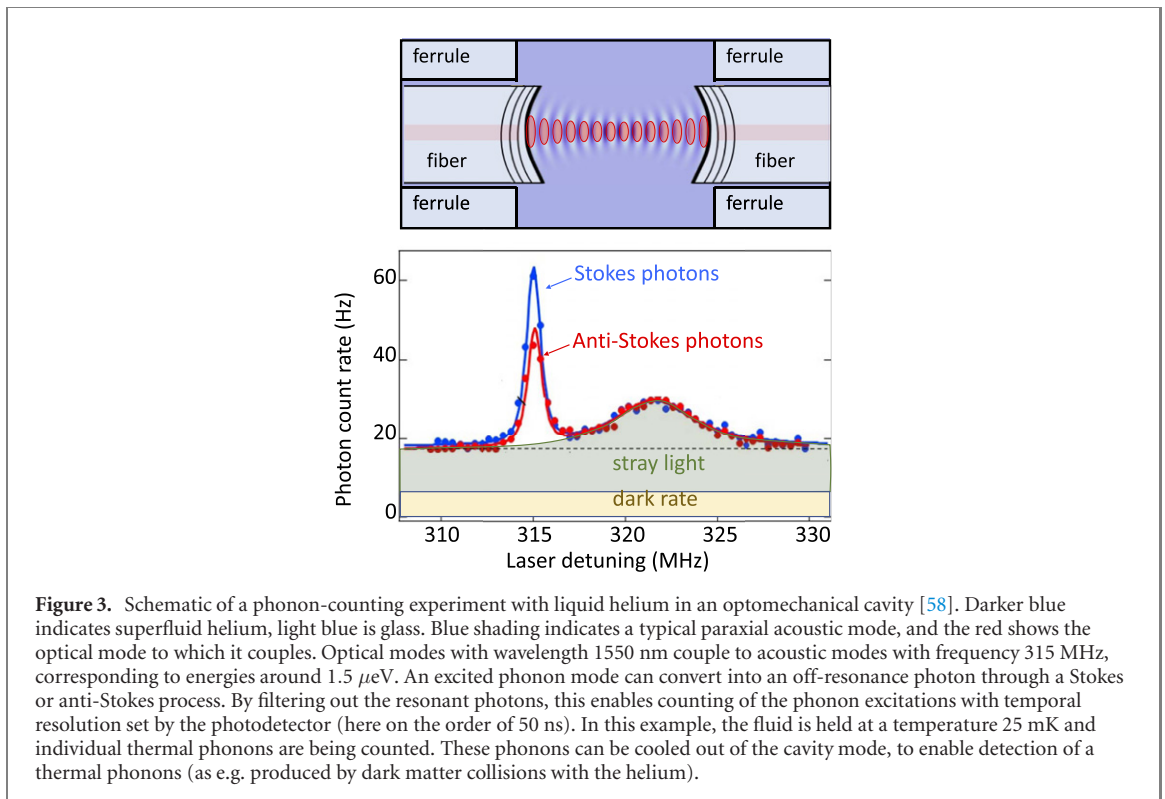 ferrule ferrule
fiber fiber
ferrule ferrule
Photon count rate (Hz)
60
40
20
0
Stokes photons
Anti-Stokes photons
stray light
dark rate
310 315 320 325 330
Laser detuning (MHz)
Figure 3. Schematic of a phonon-counting experiment with liquid helium in an optomechanical cavity [58]. Darker blue
indicates superfluid helium, light blue is glass. Blue shading indicates a typical paraxial acoustic mode, and the red shows the
optical mode to which it couples. Optical modes with wavelength 1550 nm couple to acoustic modes with frequency 315 MHz,
corresponding to energies around 1.5 μeV. An excited phonon mode can convert into an off-resonance photon through a Stokes
or anti-Stokes process. By filtering out the resonant photons, this enables counting of the phonon excitations with temporal
resolution set by the photodetector (here on the order of 50 ns). In this example, the fluid is held at a temperature 25 mK and
individual thermal phonons are being counted. These phonons can be cooled out of the cavity mode, to enable detection of a
thermal phonons (as e.g. produced by dark matter collisions with the helium).